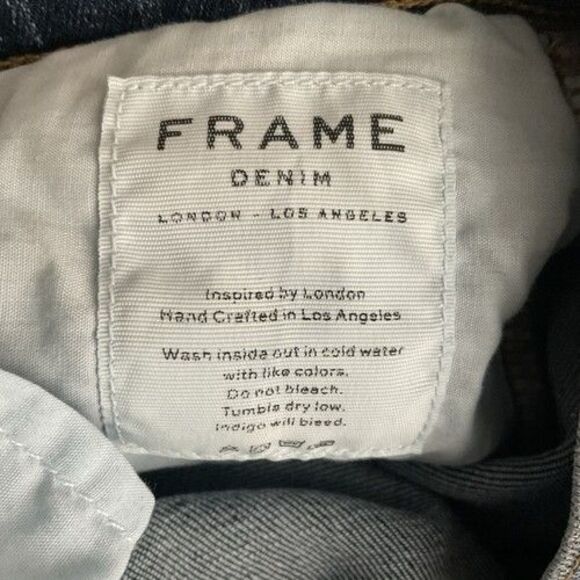 FRAME
DENIM
LONDON - LOS ANGELES
Inspired by London
Hand Crafted in Los Angeles
Wash inside out in cold water
with like colors.
Do not bleach.
Tumble dry low.
Indigo will bleed.